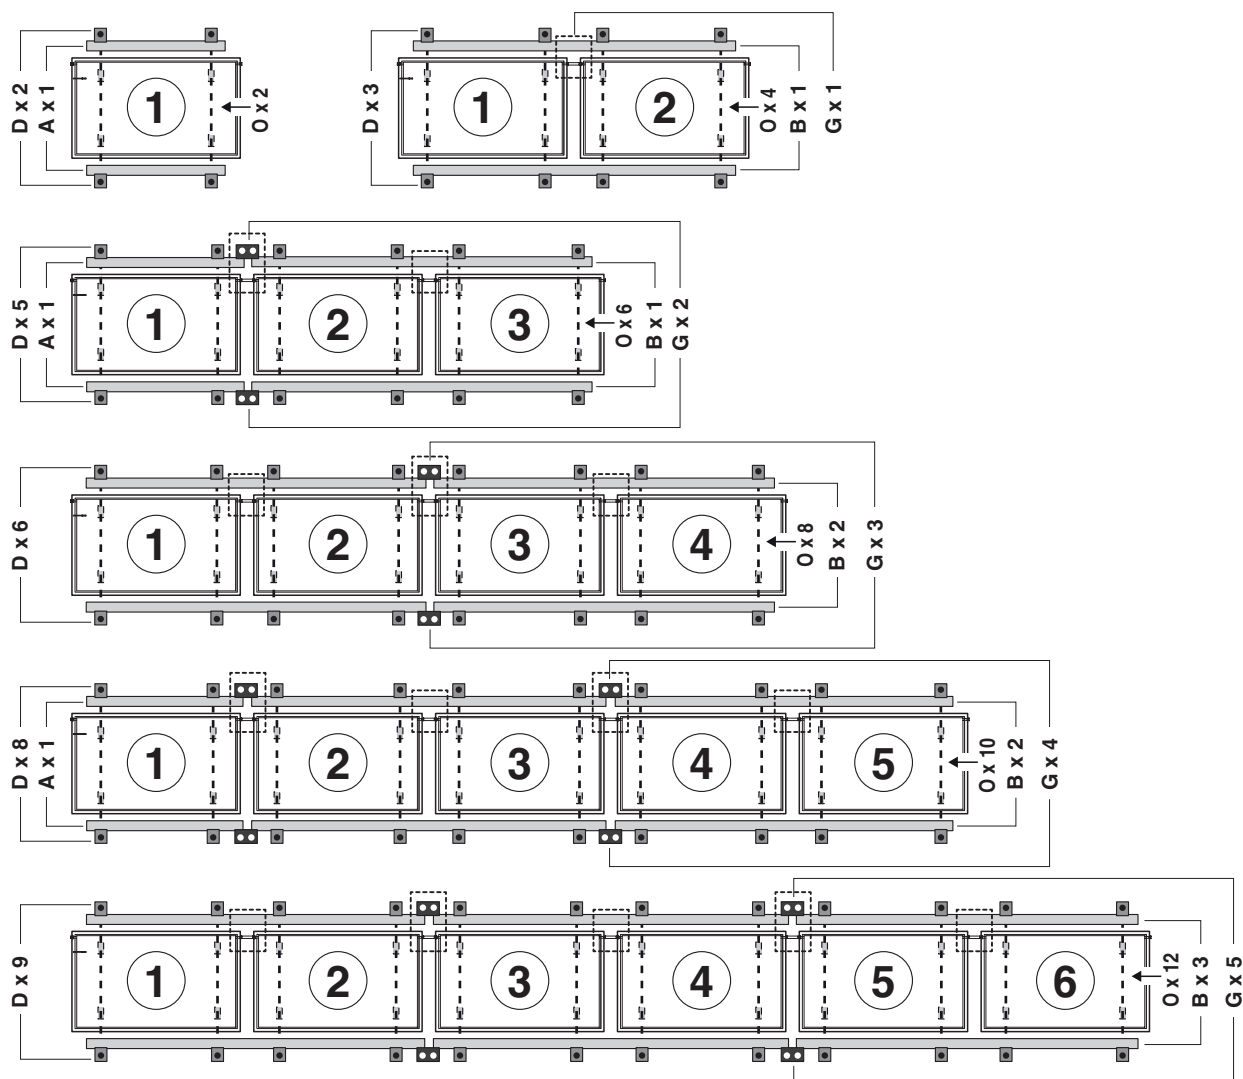 D x 2
A x 1
1
O x 2
D x 3
1
2
O x 4
B x 1
G x 1
D x 5
A x 1
1
2
3
O x 6
B x 1
G x 2
D x 6
1
2
3
4
O x 8
B x 2
G x 3
D x 8
A x 1
1
2
3
4
5
O x 10
B x 2
G x 4
D x 9
1
2
3
4
5
6
O x 12
B x 3
G x 5